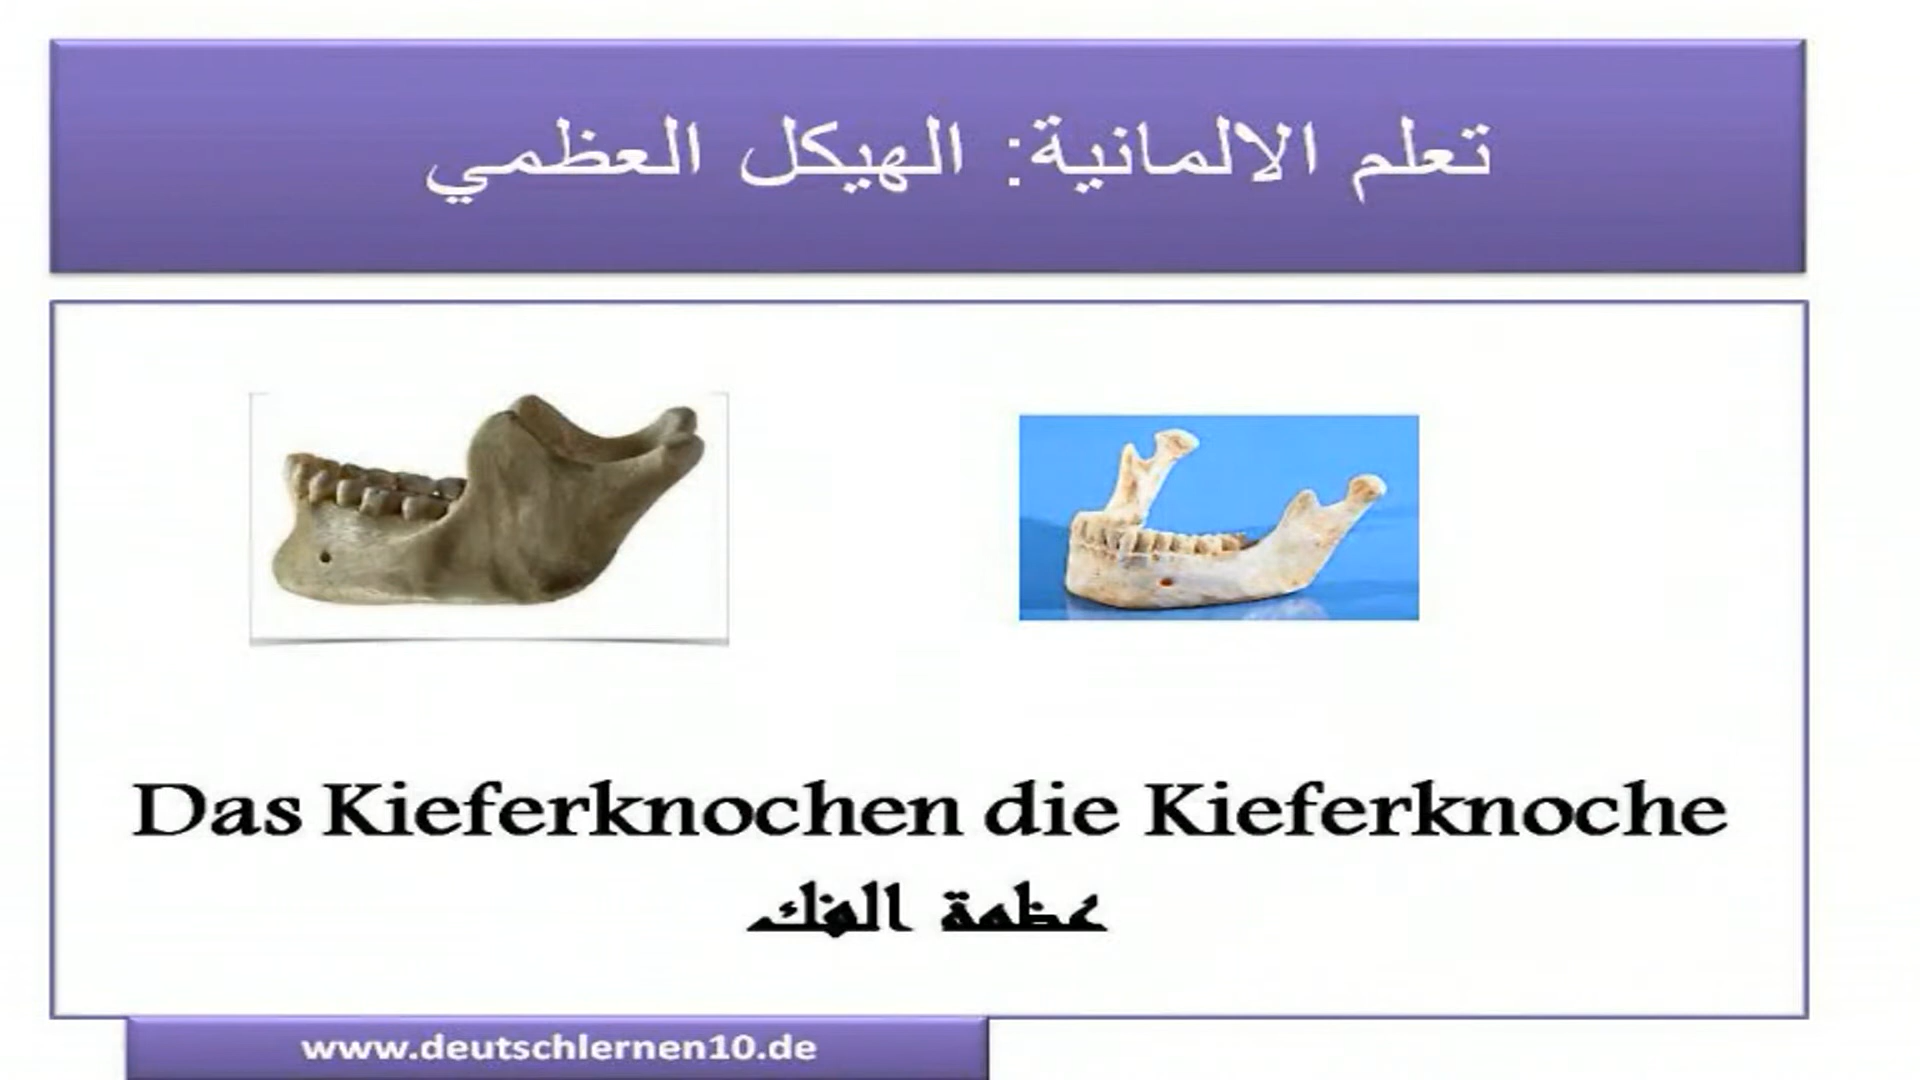 تعلم الالمانية: الهيكل العظمي
Das Kieferknochen die Kieferknoche
عظمة الفك
www.deutschlernen10.de